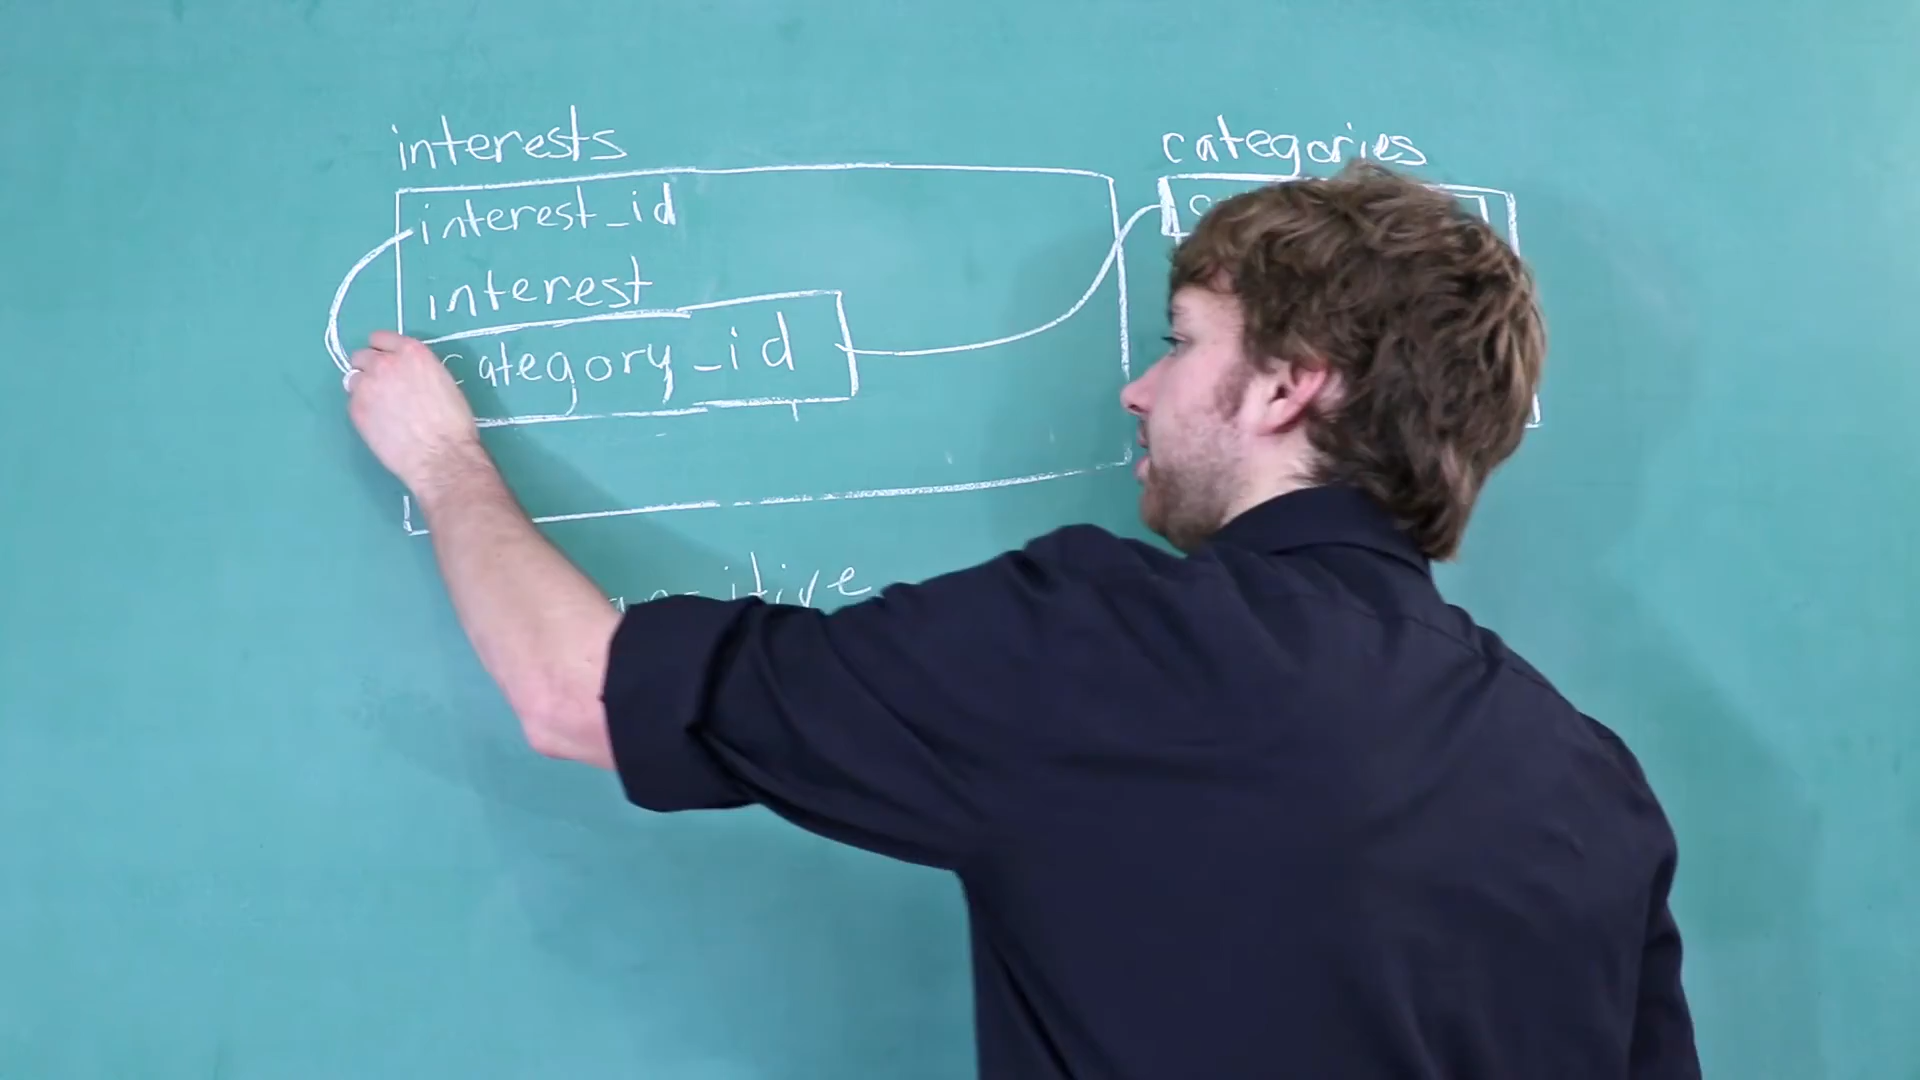 interests
interest_id
interest
category_id
categories